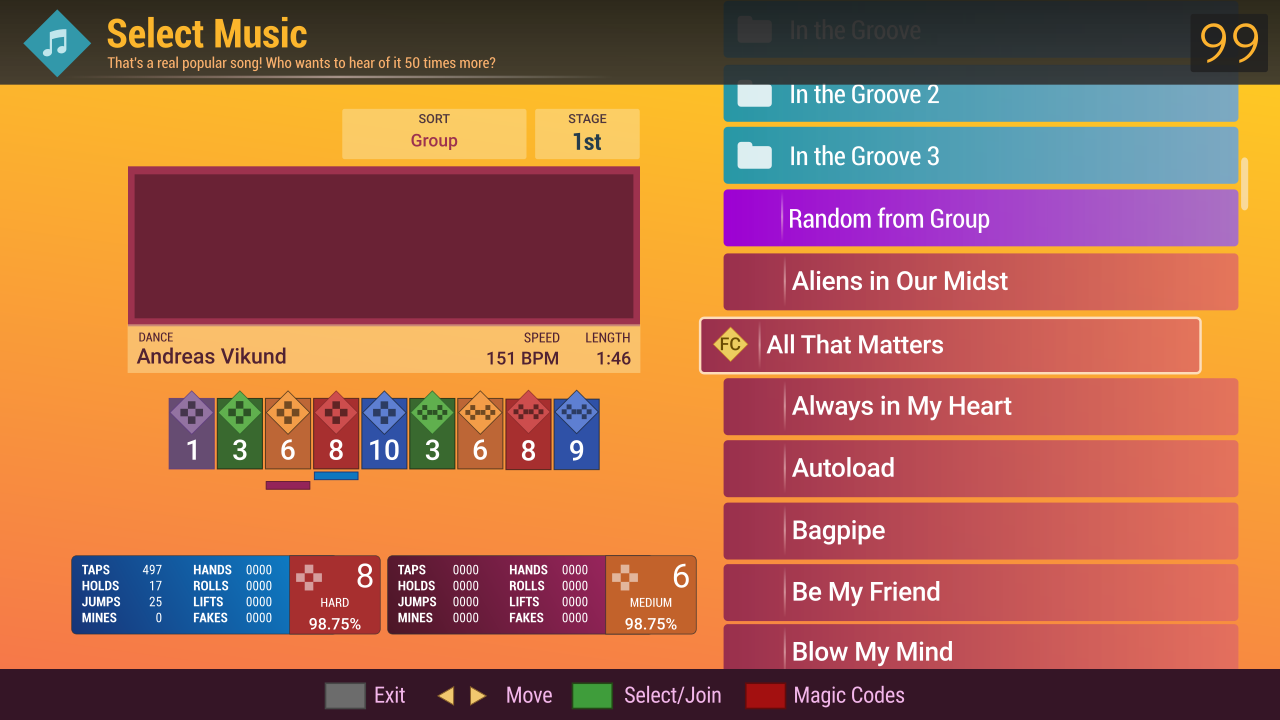 Select Music
That's a real popular song! Who wants to hear of it 50 times more?
99
SORT
Group
STAGE
1st
DANCE
Andreas Vikund
SPEED
151 BPM
LENGTH
1:46
1 3 6 8 10 3 6 8 9
TAPS 497 HANDS 0000
HOLDS 17 ROLLS 0000
JUMPS 25 LIFTS 0000
MINES 0 FAKES 0000
8
HARD
98.75%
TAPS 0000 HANDS 0000
HOLDS 0000 ROLLS 0000
JUMPS 0000 LIFTS 0000
MINES 0000 FAKES 0000
6
MEDIUM
98.75%
In the Groove
In the Groove 2
In the Groove 3
Random from Group
Aliens in Our Midst
FC All That Matters
Always in My Heart
Autoload
Bagpipe
Be My Friend
Blow My Mind
Exit Move Select/Join Magic Codes